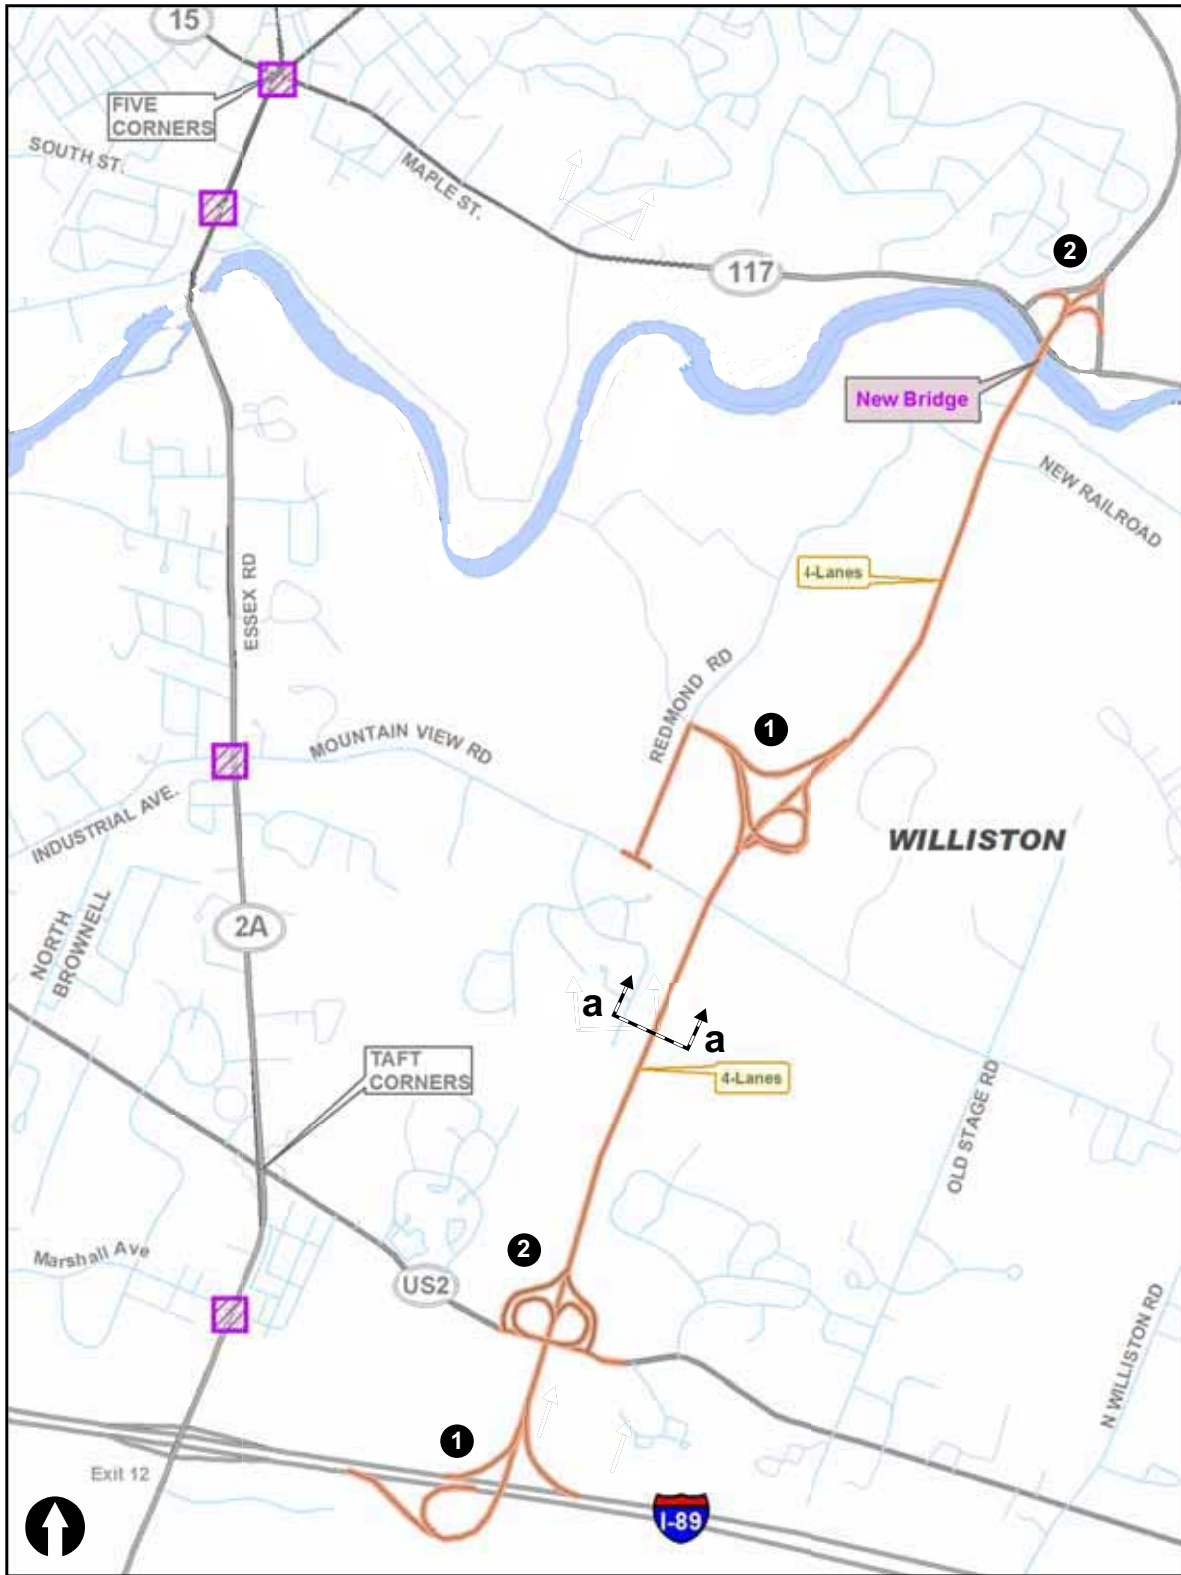 15
FIVE
CORNERS
SOUTH ST.
MAPLE ST.
117
2
New Bridge
NEW RAILROAD
4-Lanes
ESSEX RD
REDMOND RD
1
MOUNTAIN VIEW RD
INDUSTRIAL AVE.
WILLISTON
NORTH
BROWNELL
2A
a
a
TAFT
CORNERS
4-Lanes
OLD STAGE RD
Marshall Ave
2
US2
N WILLISTON RD
1
Exit 12
I-89